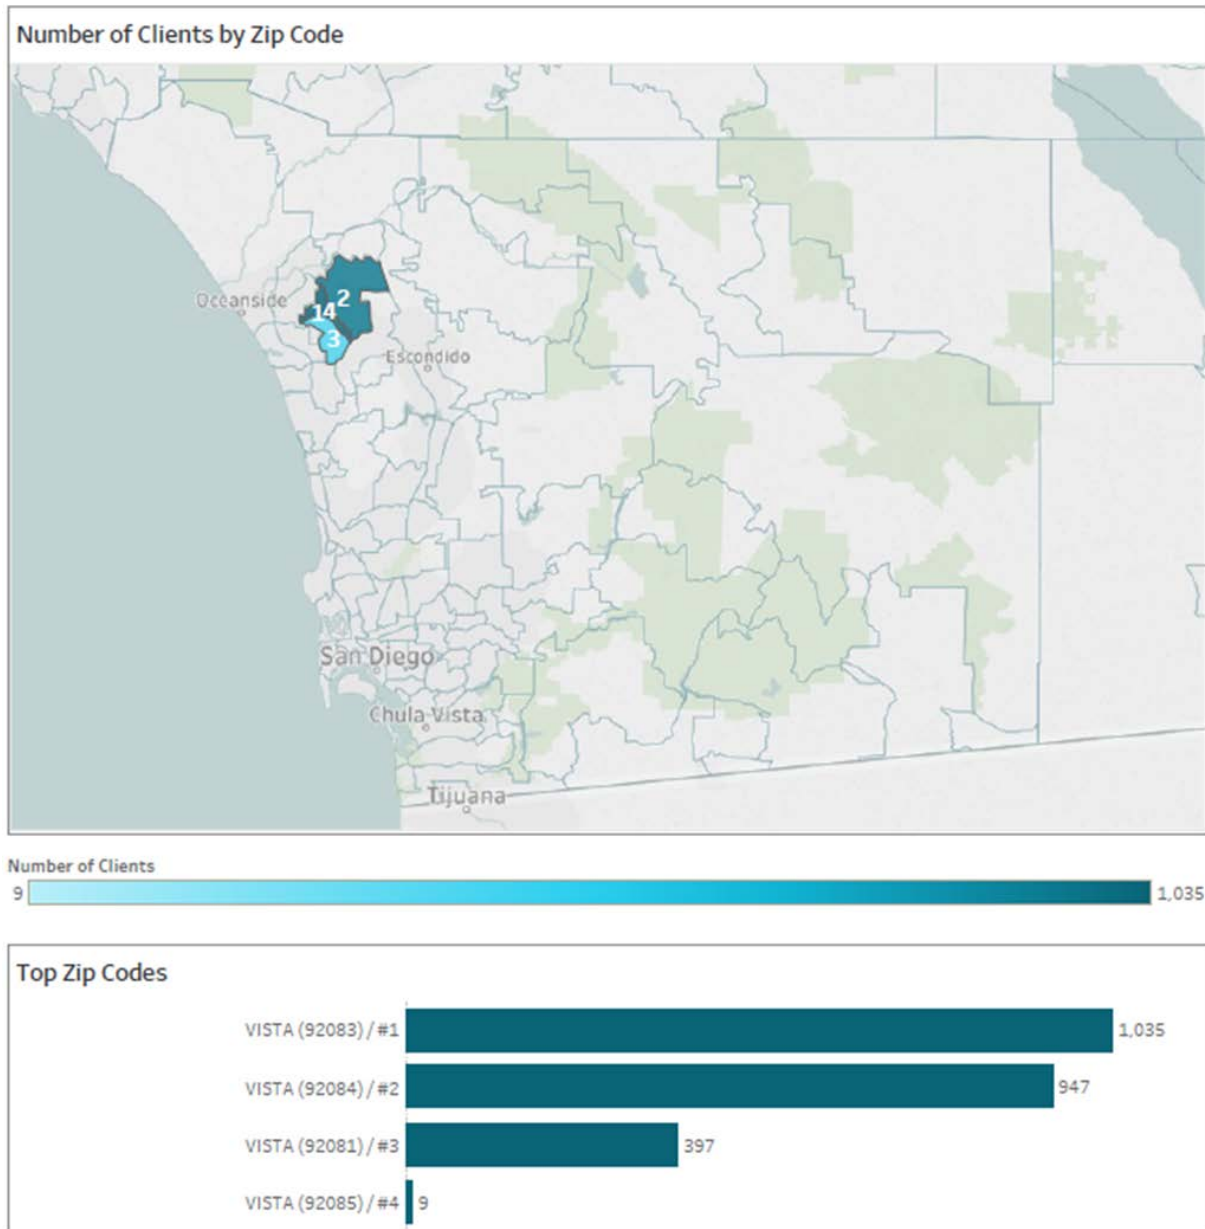 Number of Clients by Zip Code
Oceanside
2
14
3
Escondido
San Diego
Chula Vista
Tijuana
Number of Clients
9 1,035
Top Zip Codes
VISTA (92083) / #1 1,035
VISTA (92084) / #2 947
VISTA (92081) / #3 397
VISTA (92085) / #4 9